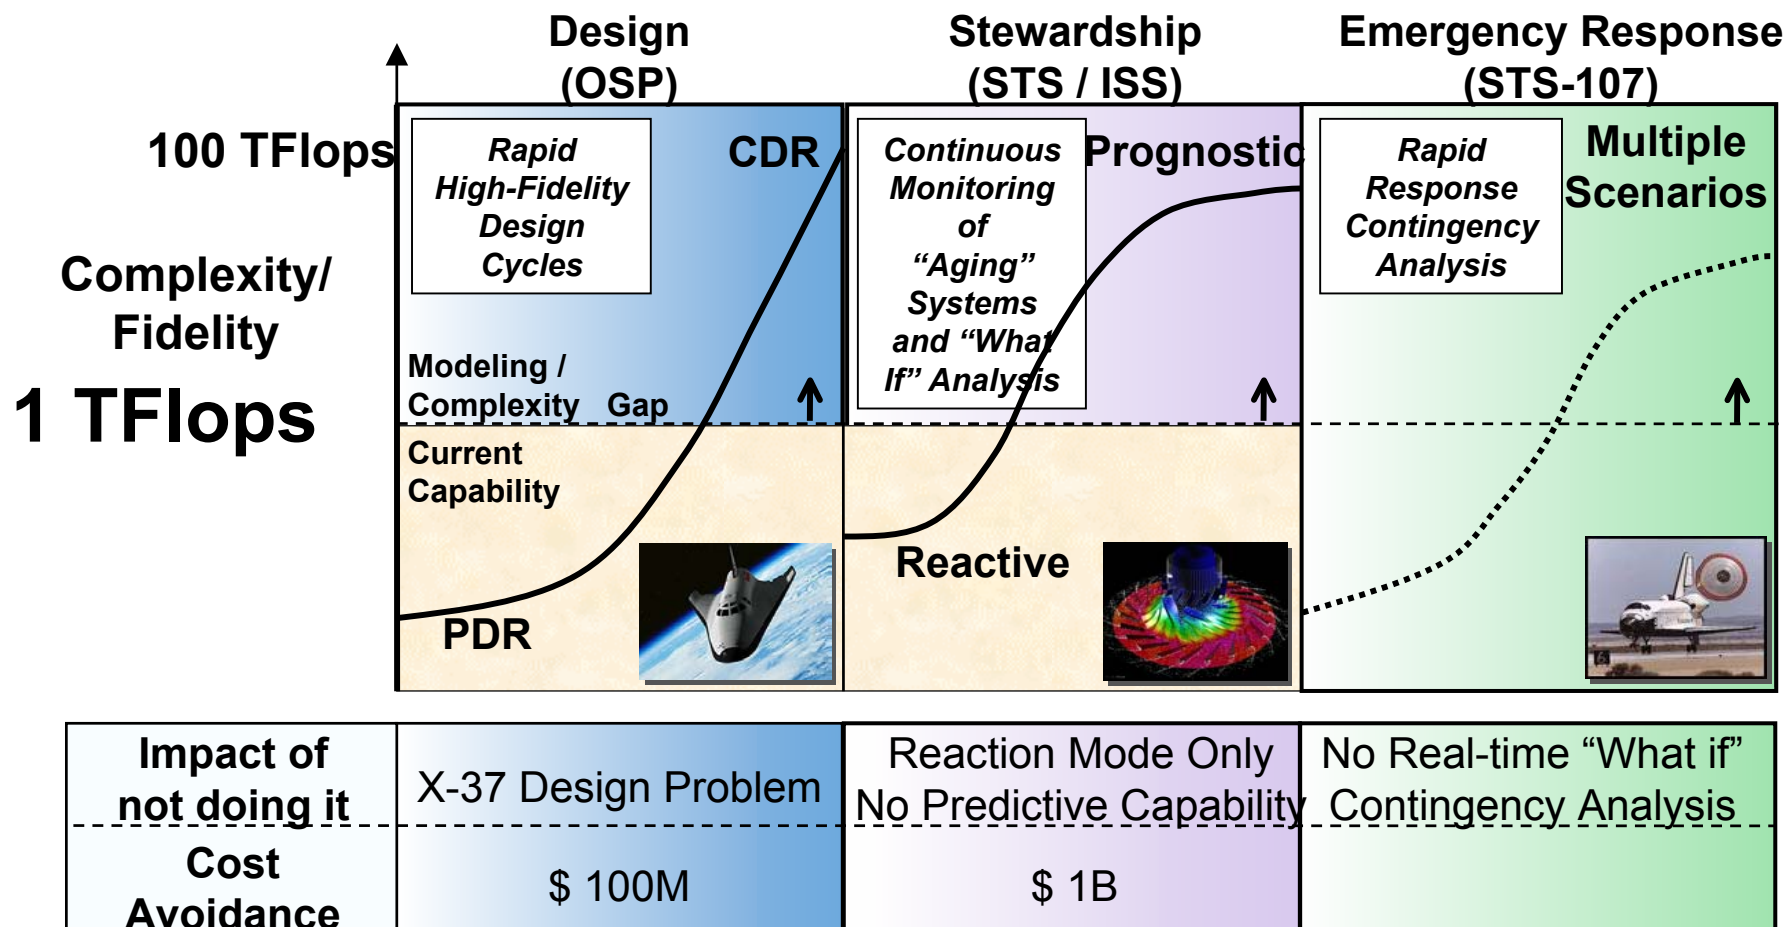 Design
(OSP)
Stewardship
(STS / ISS)
Emergency Response
(STS-107)
100 TFlops
Complexity/
Fidelity
1 TFlops
Rapid
High-Fidelity
Design
Cycles
CDR
Modeling /
Complexity Gap
Current
Capability
PDR
Continuous
Monitoring
of
“Aging”
Systems
and “What
If” Analysis
Prognostic
Reactive
Rapid
Response
Contingency
Analysis
Multiple
Scenarios
Impact of
not doing it
X-37 Design Problem
Reaction Mode Only
No Predictive Capability
No Real-time “What if”
Contingency Analysis
Cost
Avoidance
$ 100M
$ 1B